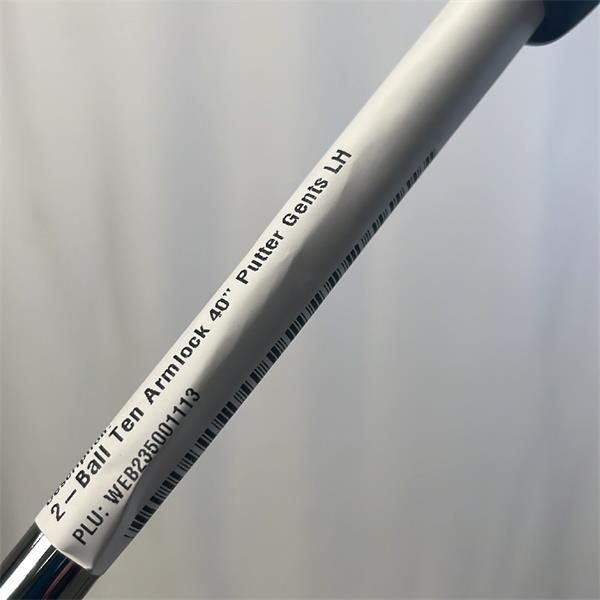 2 - Ball Ten Armlock 40" Putter Gents LH
PLU: WEB235001113